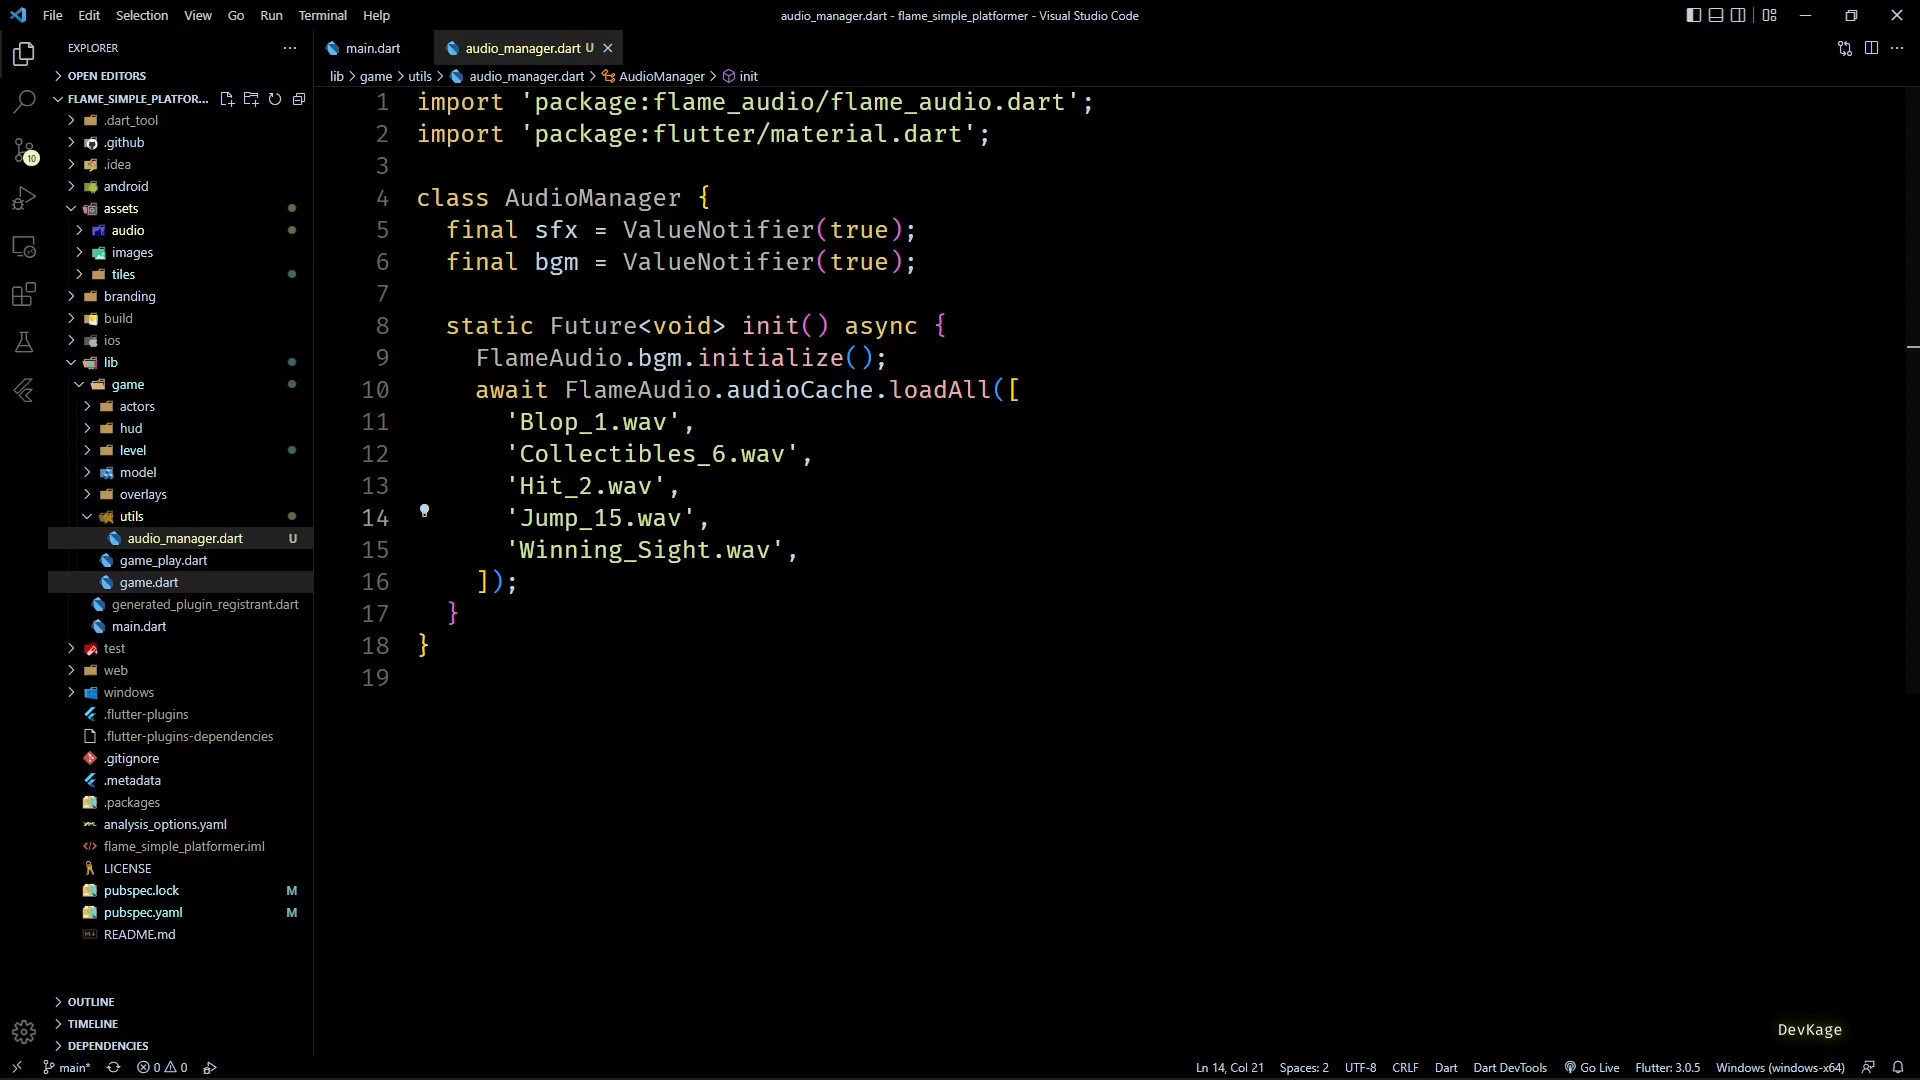 File Edit Selection View Go Run Terminal Help
audio_manager.dart - flame_simple_platformer - Visual Studio Code
EXPLORER
OPEN EDITORS
FLAME_SIMPLE_PLATFOR...
.dart_tool
.github
.idea
android
assets
audio
images
tiles
branding
build
ios
lib
game
actors
hud
level
model
overlays
utils
audio_manager.dart U
game_play.dart
game.dart
generated_plugin_registrant.dart
main.dart
test
web
windows
.flutter-plugins
.flutter-plugins-dependencies
.gitignore
.metadata
.packages
analysis_options.yaml
flame_simple_platformer.iml
LICENSE
pubspec.lock M
pubspec.yaml M
README.md
OUTLINE
TIMELINE
DEPENDENCIES
10
main.dart audio_manager.dart U
lib > game > utils > audio_manager.dart > AudioManager > init
1 import 'package:flame_audio/flame_audio.dart';
2 import 'package:flutter/material.dart';
3
4 class AudioManager {
5 final sfx = ValueNotifier(true);
6 final bgm = ValueNotifier(true);
7
8 static Future<void> init() async {
9 FlameAudio.bgm.initialize();
10 await FlameAudio.audioCache.loadAll([
11 'Blop_1.wav',
12 'Collectibles_6.wav',
13 'Hit_2.wav',
14 'Jump_15.wav',
15 'Winning_Sight.wav',
16 ]);
17 }
18 }
19
DevKage
main* 0 0 Ln 14, Col 21 Spaces: 2 UTF-8 CRLF Dart Dart DevTools Go Live Flutter: 3.0.5 Windows (windows-x64)